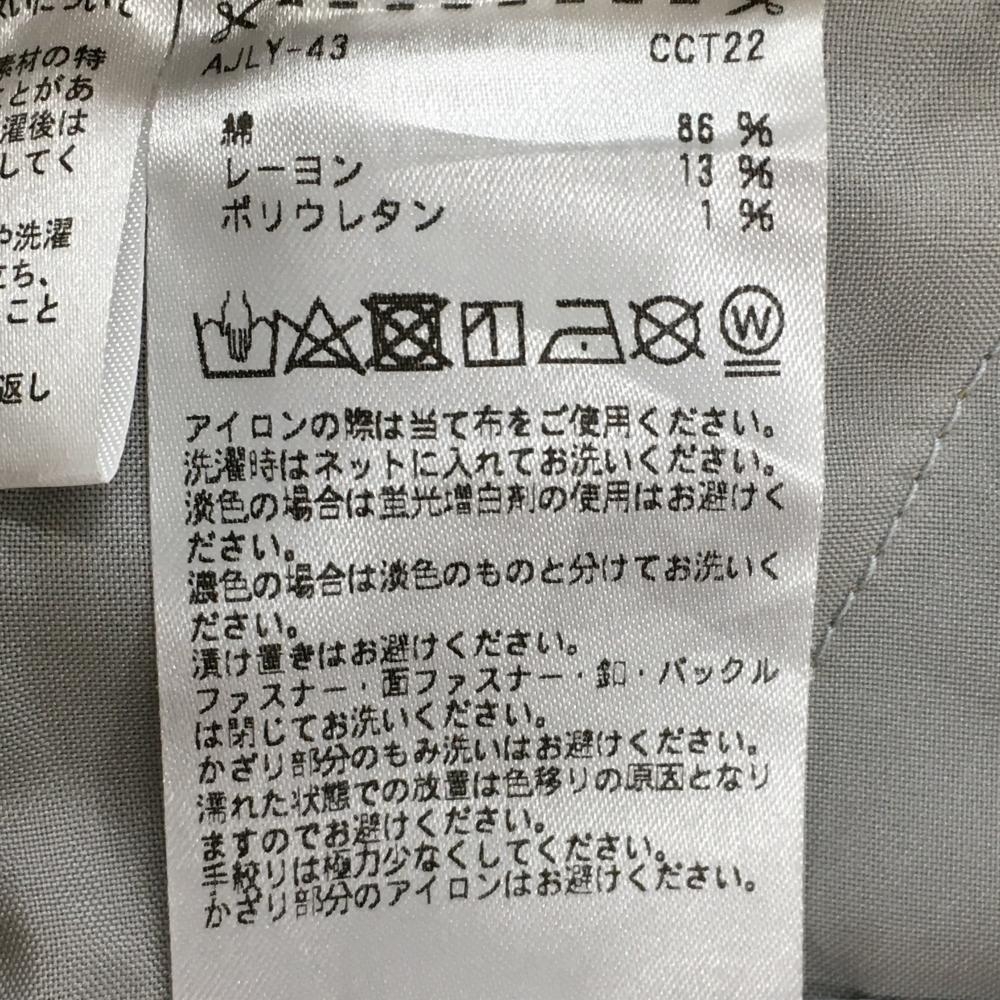 素材の特
ことがあ
濯後は
してく
や洗濯
立ち、
こと
返し
AJLY-43 CCT22
綿 86 %
レーヨン 13 %
ポリウレタン 1 %
W
アイロンの際は当て布をご使用ください。
洗濯時はネットに入れてお洗いください。
淡色の場合は蛍光増白剤の使用はお避けく
ださい。
濃色の場合は淡色のものと分けてお洗いく
ださい。
漬け置きはお避けください。
ファスナー・面ファスナー・釦・バックル
は閉じてお洗いください。
かざり部分のもみ洗いはお避けください。
濡れた状態での放置は色移りの原因となり
ますのでお避けください。
手絞りは極力少なくしてください。
かざり部分のアイロンはお避けください。